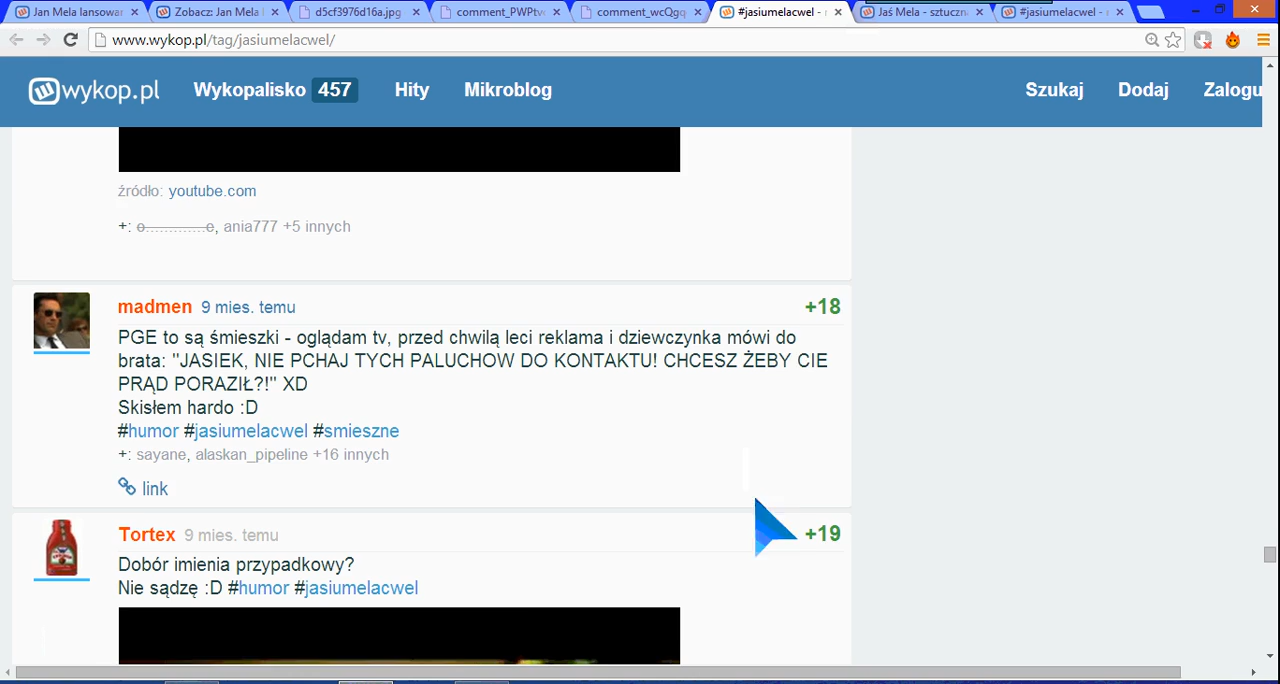 Jan Mela lansowar
Zobacz: Jan Mela l
d5cf3976d16a.jpg
comment_PWPtv
comment_wcQgq
#jasiumelacwel - r
Jaś Mela - sztuczn
#jasiumelacwel - r
www.wykop.pl/tag/jasiumelacwel/
wykop.pl Wykopalisko 457 Hity Mikroblog Szukaj Dodaj Zalogu
źródło: youtube.com
+: o.............o, ania777 +5 innych
madmen 9 mies. temu +18
PGE to są śmieszki - oglądam tv, przed chwilą leci reklama i dziewczynka mówi do
brata: "JASIEK, NIE PCHAJ TYCH PALUCHOW DO KONTAKTU! CHCESZ ŻEBY CIE
PRĄD PORAZIŁ?!" XD
Skisłem hardo :D
#humor #jasiumelacwel #smieszne
+: sayane, alaskan_pipeline +16 innych
link
Tortex 9 mies. temu +19
Dobór imienia przypadkowy?
Nie sądzę :D #humor #jasiumelacwel